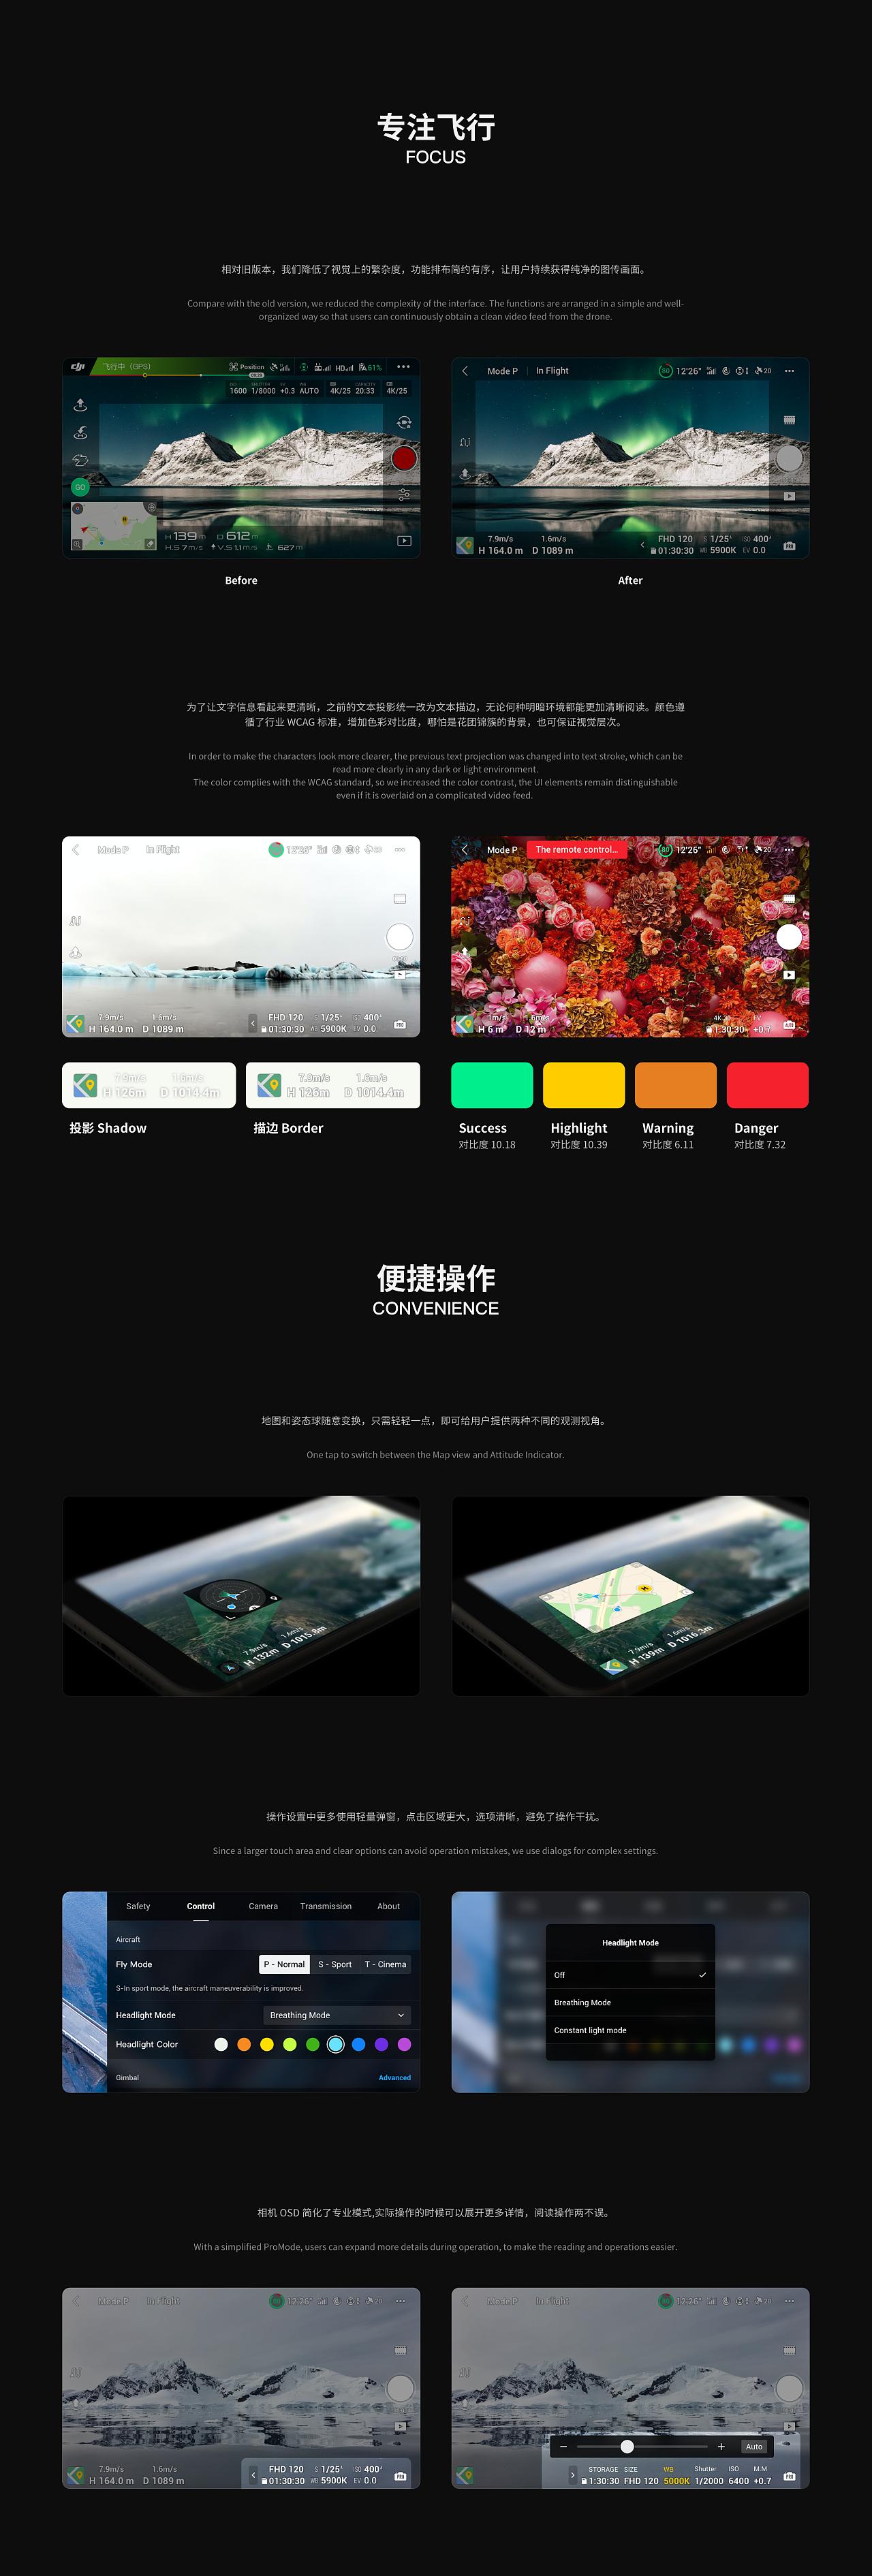 专注飞行
FOCUS
相对旧版本，我们降低了视觉上的繁杂度，功能排布简约有序，让用户持续获得纯净的图传画面。
Compare with the old version, we reduced the complexity of the interface. The functions are arranged in a simple and well-
organized way so that users can continuously obtain a clean video feed from the drone.
dji 飞行中 (GPS) Position HD 61%
1600 1/8000 +0.3 AUTO 4K/25 20:33 4K/25
GO
H 139m D 612m
H.S 7m/s V.S 1.1m/s 627m
Before
Mode P In Flight 80 12'26" 20
7.9m/s 1.6m/s FHD 120 S 1/25 ISO 400
H 164.0 m D 1089 m 01:30:30 WB 5900K EV 0.0 PRO
After
为了让文字信息看起来更清晰，之前的文本投影统一改为文本描边，无论何种明暗环境都能更加清晰阅读。颜色遵
循了行业 WCAG 标准，增加色彩对比度，哪怕是花团锦簇的背景，也可保证视觉层次。
In order to make the characters look more clearer, the previous text projection was changed into text stroke, which can be
read more clearly in any dark or light environment.
The color complies with the WCAG standard, so we increased the color contrast, the UI elements remain distinguishable
even if it is overlaid on a complicated video feed.
Mode P In Flight 12'26" 20
7.9m/s 1.6m/s FHD 120 S 1/25 ISO 400
H 164.0 m D 1089 m 01:30:30 WB 5900K EV 0.0 PRO
Mode P The remote control... 80 12'26" 20
H 6 m D 12 m 1:30:30 +0.7
7.9m/s 1.6m/s
H 126m D 1014.4m
7.9m/s 1.6m/s
H 126m D 1014.4m
投影 Shadow
描边 Border
Success
对比度 10.18
Highlight
对比度 10.39
Warning
对比度 6.11
Danger
对比度 7.32
便捷操作
CONVENIENCE
地图和姿态球随意变换，只需轻轻一点，即可给用户提供两种不同的观测视角。
One tap to switch between the Map view and Attitude Indicator.
7.9m/s 1.6m/s
H 132m D 1015.8m
7.9m/s 1.6m/s
H 139m D 1016.3m
操作设置中更多使用轻量弹窗，点击区域更大，选项清晰，避免了操作干扰。
Since a larger touch area and clear options can avoid operation mistakes, we use dialogs for complex settings.
Safety Control Camera Transmission About
Aircraft
Fly Mode P - Normal S - Sport T - Cinema
S-In sport mode, the aircraft maneuverability is improved.
Headlight Mode Breathing Mode
Headlight Color
Gimbal Advanced
Headlight Mode
Off
Breathing Mode
Constant light mode
相机 OSD 简化了专业模式,实际操作的时候可以展开更多详情，阅读操作两不误。
With a simplified ProMode, users can expand more details during operation, to make the reading and operations easier.
Mode P In Flight 12'26" 20
7.9m/s 1.6m/s FHD 120 S 1/25 ISO 400
H 164.0 m D 1089 m 01:30:30 WB 5900K EV 0.0 PRO
Mode P In Flight 12'26" 20
Auto
STORAGE SIZE WB Shutter ISO M.M
1:30:30 FHD 120 5000K 1/2000 6400 +0.7 PRO